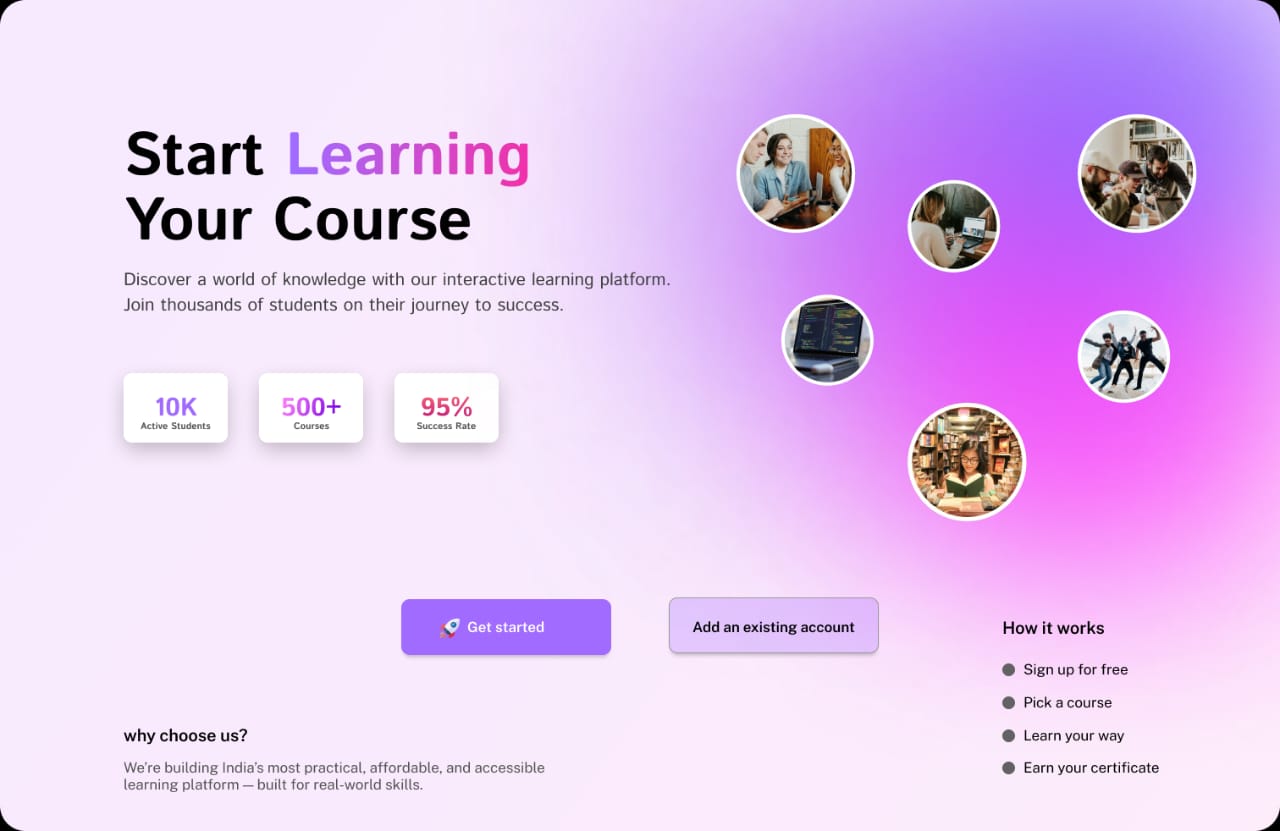 Start Learning
Your Course
Discover a world of knowledge with our interactive learning platform.
Join thousands of students on their journey to success.
10K
Active Students
500+
Courses
95%
Success Rate
🚀 Get started
Add an existing account
How it works
Sign up for free
Pick a course
Learn your way
Earn your certificate
why choose us?
We're building India's most practical, affordable, and accessible
learning platform — built for real-world skills.